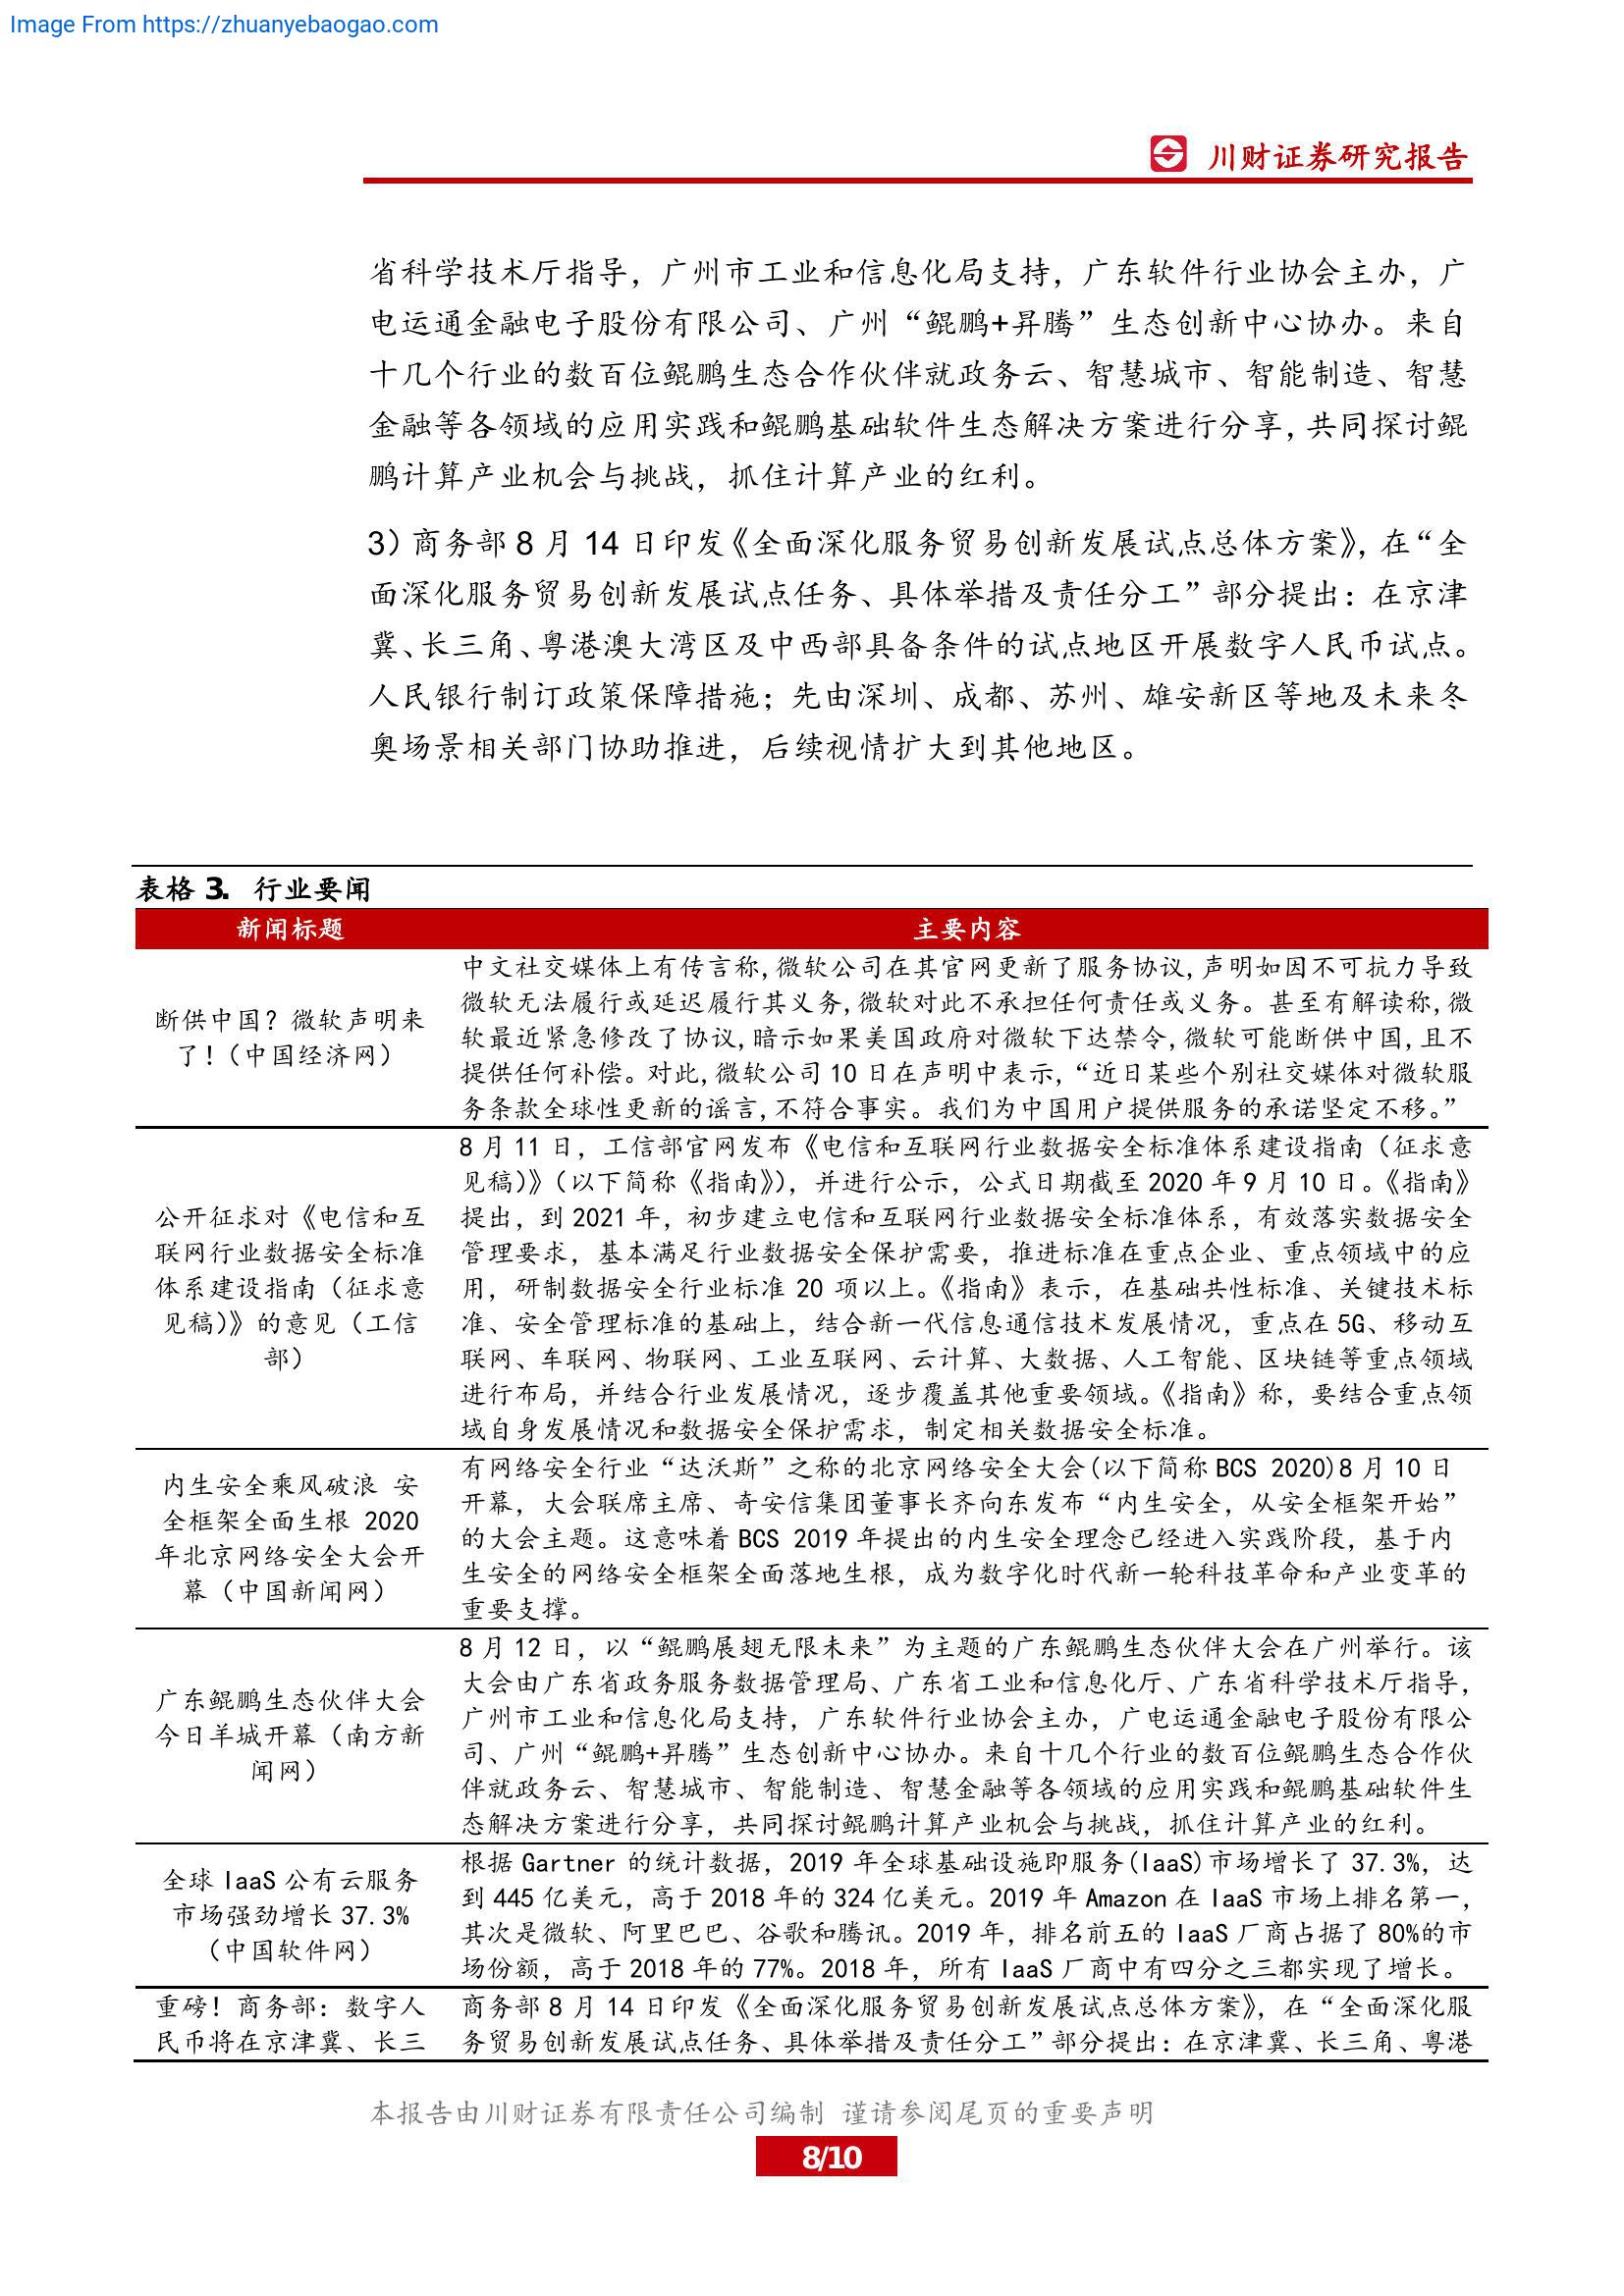 Image From https://zhuanyebaogao.com
川财证券研究报告
省科学技术厅指导，广州市工业和信息化局支持，广东软件行业协会主办，广
电运通金融电子股份有限公司、广州“鲲鹏+昇腾”生态创新中心协办。来自
十几个行业的数百位鲲鹏生态合作伙伴就政务云、智慧城市、智能制造、智慧
金融等各领域的应用实践和鲲鹏基础软件生态解决方案进行分享，共同探讨鲲
鹏计算产业机会与挑战，抓住计算产业的红利。
3）商务部 8 月 14 日印发《全面深化服务贸易创新发展试点总体方案》，在“全
面深化服务贸易创新发展试点任务、具体举措及责任分工”部分提出：在京津
冀、长三角、粤港澳大湾区及中西部具备条件的试点地区开展数字人民币试点。
人民银行制订政策保障措施；先由深圳、成都、苏州、雄安新区等地及未来冬
奥场景相关部门协助推进，后续视情扩大到其他地区。
表格 3. 行业要闻
新闻标题 主要内容
断供中国？微软声明来
了！（中国经济网）
中文社交媒体上有传言称,微软公司在其官网更新了服务协议,声明如因不可抗力导致
微软无法履行或延迟履行其义务,微软对此不承担任何责任或义务。甚至有解读称,微
软最近紧急修改了协议,暗示如果美国政府对微软下达禁令,微软可能断供中国,且不
提供任何补偿。对此,微软公司 10 日在声明中表示,“近日某些个别社交媒体对微软服
务条款全球性更新的谣言,不符合事实。我们为中国用户提供服务的承诺坚定不移。”
公开征求对《电信和互
联网行业数据安全标准
体系建设指南（征求意
见稿）》的意见（工信
部）
8 月 11 日，工信部官网发布《电信和互联网行业数据安全标准体系建设指南（征求意
见稿）》（以下简称《指南》），并进行公示，公式日期截至 2020 年 9 月 10 日。《指南》
提出，到 2021 年，初步建立电信和互联网行业数据安全标准体系，有效落实数据安全
管理要求，基本满足行业数据安全保护需要，推进标准在重点企业、重点领域中的应
用，研制数据安全行业标准 20 项以上。《指南》表示，在基础共性标准、关键技术标
准、安全管理标准的基础上，结合新一代信息通信技术发展情况，重点在 5G、移动互
联网、车联网、物联网、工业互联网、云计算、大数据、人工智能、区块链等重点领域
进行布局，并结合行业发展情况，逐步覆盖其他重要领域。《指南》称，要结合重点领
域自身发展情况和数据安全保护需求，制定相关数据安全标准。
内生安全乘风破浪 安
全框架全面生根 2020
年北京网络安全大会开
幕（中国新闻网）
有网络安全行业“达沃斯”之称的北京网络安全大会(以下简称 BCS 2020)8 月 10 日
开幕，大会联席主席、奇安信集团董事长齐向东发布“内生安全，从安全框架开始”
的大会主题。这意味着 BCS 2019 年提出的内生安全理念已经进入实践阶段，基于内
生安全的网络安全框架全面落地生根，成为数字化时代新一轮科技革命和产业变革的
重要支撑。
广东鲲鹏生态伙伴大会
今日羊城开幕（南方新
闻网）
8 月 12 日，以“鲲鹏展翅无限未来”为主题的广东鲲鹏生态伙伴大会在广州举行。该
大会由广东省政务服务数据管理局、广东省工业和信息化厅、广东省科学技术厅指导，
广州市工业和信息化局支持，广东软件行业协会主办，广电运通金融电子股份有限公
司、广州“鲲鹏+昇腾”生态创新中心协办。来自十几个行业的数百位鲲鹏生态合作伙
伴就政务云、智慧城市、智能制造、智慧金融等各领域的应用实践和鲲鹏基础软件生
态解决方案进行分享，共同探讨鲲鹏计算产业机会与挑战，抓住计算产业的红利。
全球 IaaS 公有云服务
市场强劲增长 37.3%
（中国软件网）
根据 Gartner 的统计数据，2019 年全球基础设施即服务(IaaS)市场增长了 37.3%，达
到 445 亿美元，高于 2018 年的 324 亿美元。2019 年 Amazon 在 IaaS 市场上排名第一，
其次是微软、阿里巴巴、谷歌和腾讯。2019 年，排名前五的 IaaS 厂商占据了 80%的市
场份额，高于 2018 年的 77%。2018 年，所有 IaaS 厂商中有四分之三都实现了增长。
重磅！商务部：数字人
民币将在京津冀、长三
商务部 8 月 14 日印发《全面深化服务贸易创新发展试点总体方案》，在“全面深化服
务贸易创新发展试点任务、具体举措及责任分工”部分提出：在京津冀、长三角、粤港
本报告由川财证券有限责任公司编制 谨请参阅尾页的重要声明
8/10